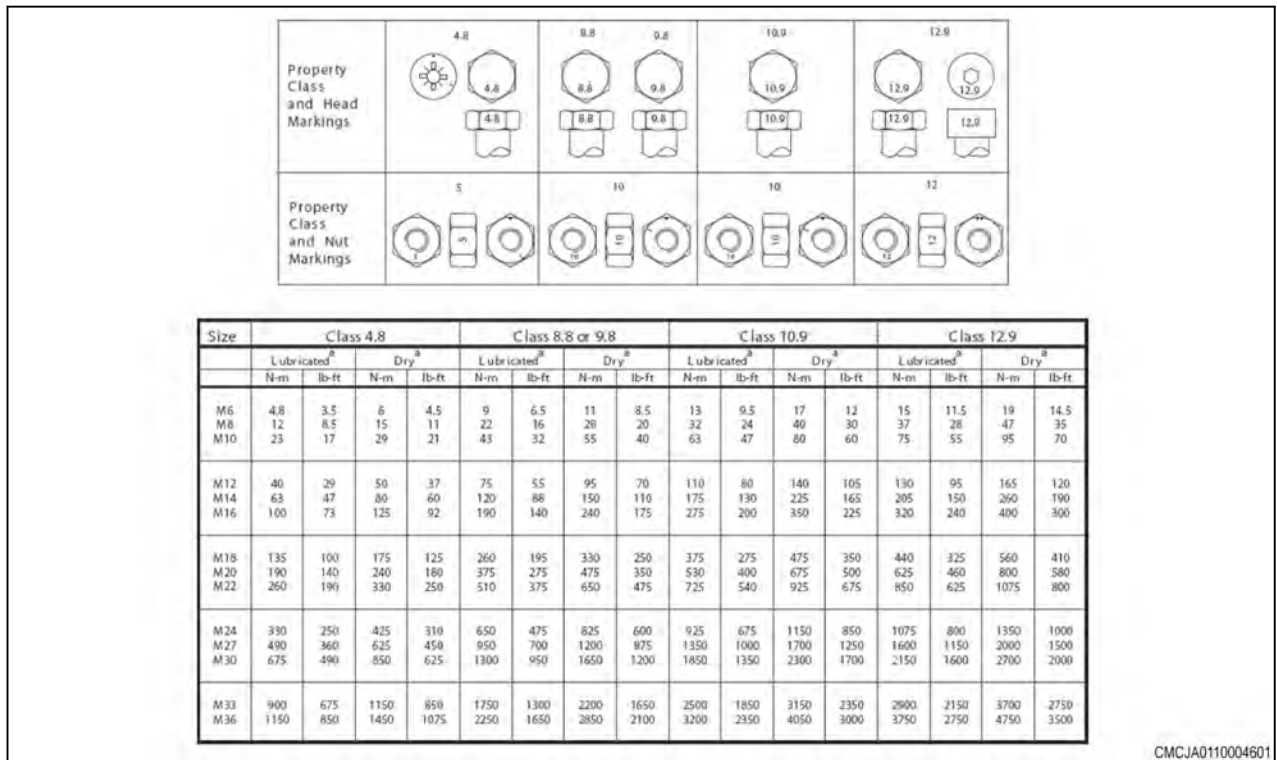 4.8 8.8 9.8 10.9 12.9
Property
Class
and Head
Markings
4.8 8.8 9.8 10.9 12.9 12.9
4.8 8.8 9.8 10.9 12.9 12.9
5 10 10 12
Property
Class
and Nut
Markings
5 10 10 12
5 10 10 12
Size Class 4.8 Class 8.8 or 9.8 Class 10.9 Class 12.9
Lubricatedª Dryª Lubricatedª Dryª Lubricatedª Dryª Lubricatedª Dryª
N-m lb-ft N-m lb-ft N-m lb-ft N-m lb-ft N-m lb-ft N-m lb-ft N-m lb-ft N-m lb-ft
M6 4.8 3.5 6 4.5 9 6.5 11 8.5 13 9.5 17 12 15 11.5 19 14.5
M8 12 8.5 15 11 22 16 28 20 32 24 40 30 37 28 47 35
M10 23 17 29 21 43 32 55 40 63 47 80 60 75 55 95 70
M12 40 29 50 37 75 55 95 70 110 80 140 105 130 95 165 120
M14 63 47 80 60 120 88 150 110 175 130 225 165 205 150 260 190
M16 100 73 125 92 190 140 240 175 275 200 350 225 320 240 400 300
M18 135 100 175 125 260 195 330 250 375 275 475 350 440 325 560 410
M20 190 140 240 180 375 275 475 350 530 400 675 500 625 460 800 580
M22 260 190 330 250 510 375 650 475 725 540 925 675 850 625 1075 800
M24 330 250 425 310 650 475 825 600 925 675 1150 850 1075 800 1350 1000
M27 490 360 625 450 950 700 1200 875 1350 1000 1700 1250 1600 1150 2000 1500
M30 675 490 850 625 1300 950 1650 1200 1850 1350 2300 1700 2150 1600 2700 2000
M33 900 675 1150 850 1750 1300 2200 1650 2500 1850 3150 2350 2900 2150 3700 2750
M36 1150 850 1450 1075 2250 1650 2850 2100 3200 2350 4050 3000 3750 2750 4750 3500
CMCJA0110004601